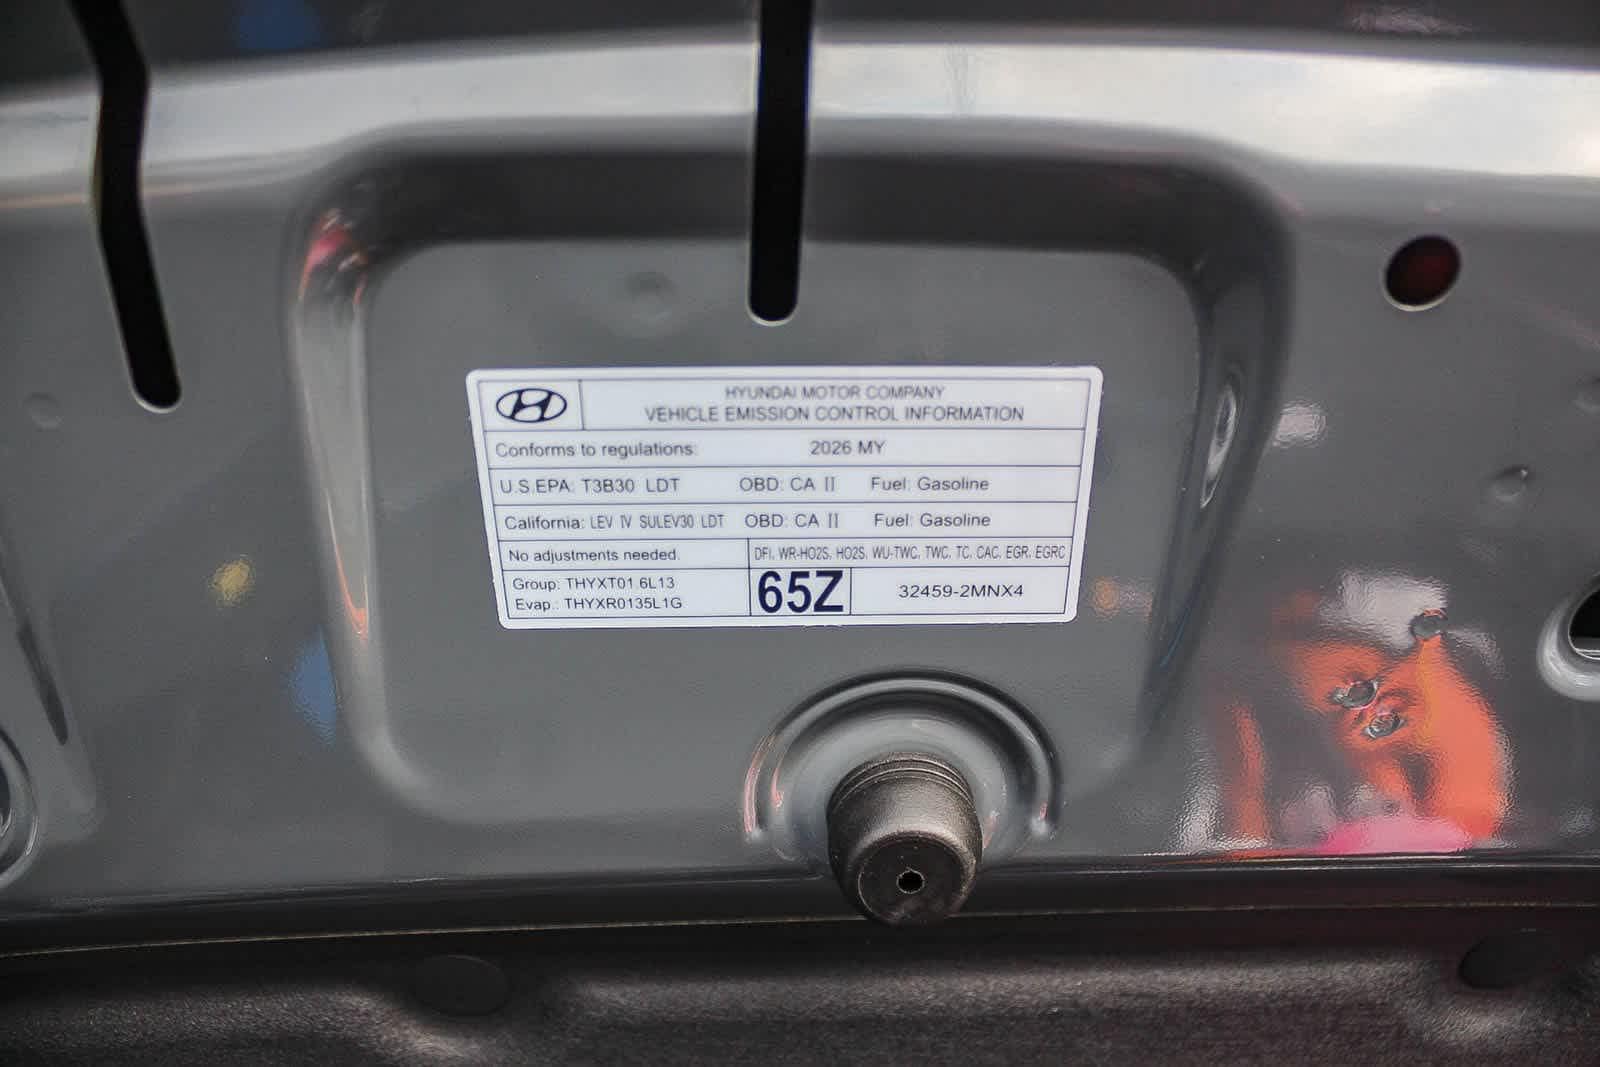 HYUNDAI MOTOR COMPANY
VEHICLE EMISSION CONTROL INFORMATION
Conforms to regulations: 2026 MY
U.S.EPA: T3B30 LDT OBD: CA II Fuel: Gasoline
California: LEV IV SULEV30 LDT OBD: CA II Fuel: Gasoline
No adjustments needed. DFI, WR-HO2S, HO2S, WU-TWC, TWC, TC, CAC, EGR, EGRC
Group: THYXT01.6L13
Evap.: THYXR0135L1G
65Z 32459-2MNX4